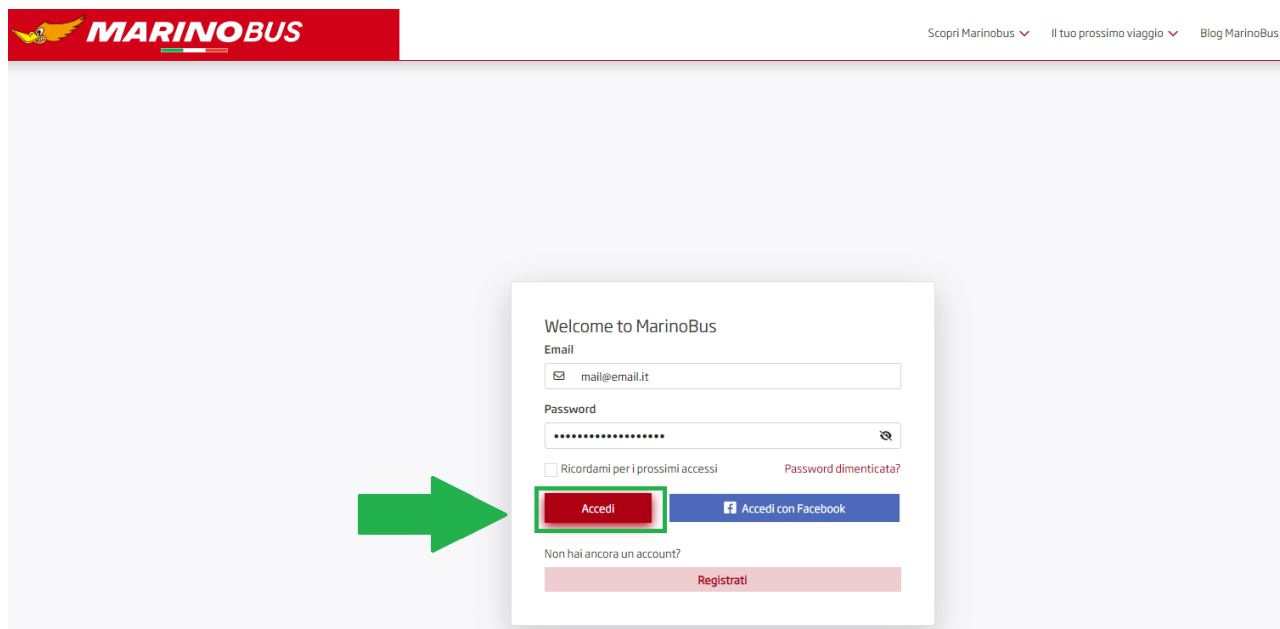 MARINOBUS
Scopri Marinobus Il tuo prossimo viaggio Blog MarinoBus
Welcome to MarinoBus
Email
mail@email.it
Password
•••••••••••••••••••
Ricordami per i prossimi accessi Password dimenticata?
Accedi Accedi con Facebook
Non hai ancora un account?
Registrati